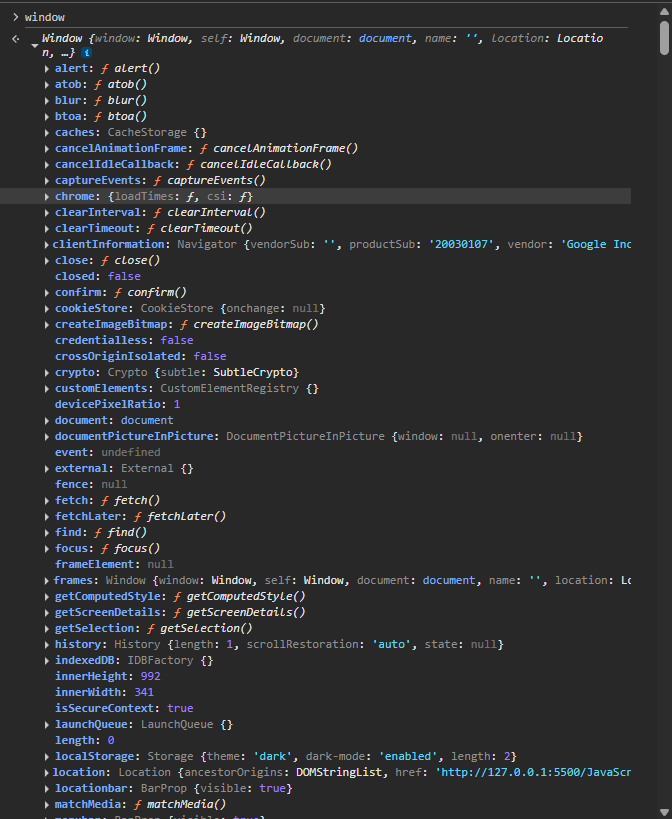 window
Window {window: Window, self: Window, document: document, name: '', location: Locatio
n, …} i
alert: ƒ alert()
atob: ƒ atob()
blur: ƒ blur()
btoa: ƒ btoa()
caches: CacheStorage {}
cancelAnimationFrame: ƒ cancelAnimationFrame()
cancelIdleCallback: ƒ cancelIdleCallback()
captureEvents: ƒ captureEvents()
chrome: {loadTimes: ƒ, csi: ƒ}
clearInterval: ƒ clearInterval()
clearTimeout: ƒ clearTimeout()
clientInformation: Navigator {vendorSub: '', productSub: '20030107', vendor: 'Google Inc
close: ƒ close()
closed: false
confirm: ƒ confirm()
cookieStore: CookieStore {onchange: null}
createImageBitmap: ƒ createImageBitmap()
credentialless: false
crossOriginIsolated: false
crypto: Crypto {subtle: SubtleCrypto}
customElements: CustomElementRegistry {}
devicePixelRatio: 1
document: document
documentPictureInPicture: DocumentPictureInPicture {window: null, onenter: null}
event: undefined
external: External {}
fence: null
fetch: ƒ fetch()
fetchLater: ƒ fetchLater()
find: ƒ find()
focus: ƒ focus()
frameElement: null
frames: Window {window: Window, self: Window, document: document, name: '', location: Lo
getComputedStyle: ƒ getComputedStyle()
getScreenDetails: ƒ getScreenDetails()
getSelection: ƒ getSelection()
history: History {length: 1, scrollRestoration: 'auto', state: null}
indexedDB: IDBFactory {}
innerHeight: 992
innerWidth: 341
isSecureContext: true
launchQueue: LaunchQueue {}
length: 0
localStorage: Storage {theme: 'dark', dark-mode: 'enabled', length: 2}
location: Location {ancestorOrigins: DOMStringList, href: 'http://127.0.0.1:5500/JavaScr
locationbar: BarProp {visible: true}
matchMedia: ƒ matchMedia()
menubar: BarProp {visible: true}